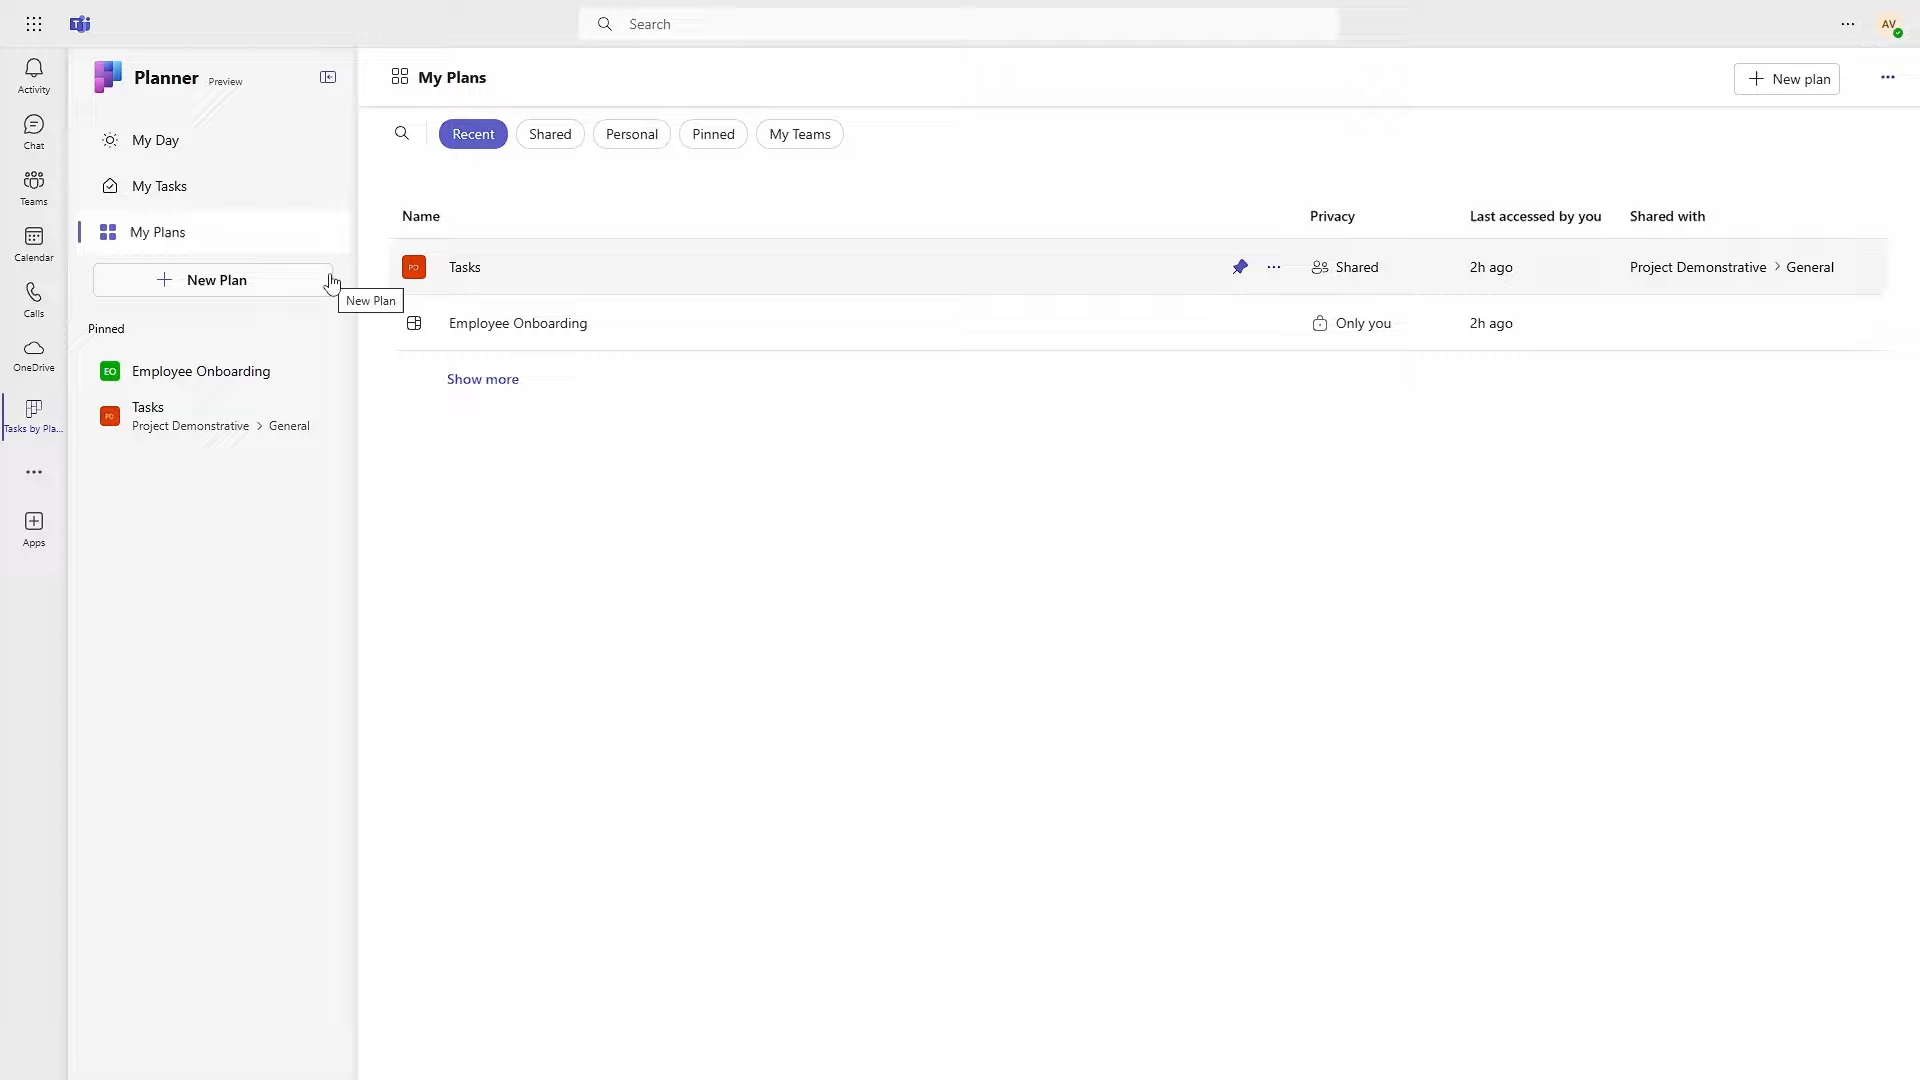 Search
AV
Activity
Chat
Teams
Calendar
Calls
OneDrive
Tasks by Pla...
Apps
Planner Preview
My Day
My Tasks
My Plans
New Plan
New Plan
Pinned
EO Employee Onboarding
PD Tasks
Project Demonstrative > General
My Plans
New plan
Recent Shared Personal Pinned My Teams
Name Privacy Last accessed by you Shared with
PD Tasks Shared 2h ago Project Demonstrative > General
Employee Onboarding Only you 2h ago
Show more